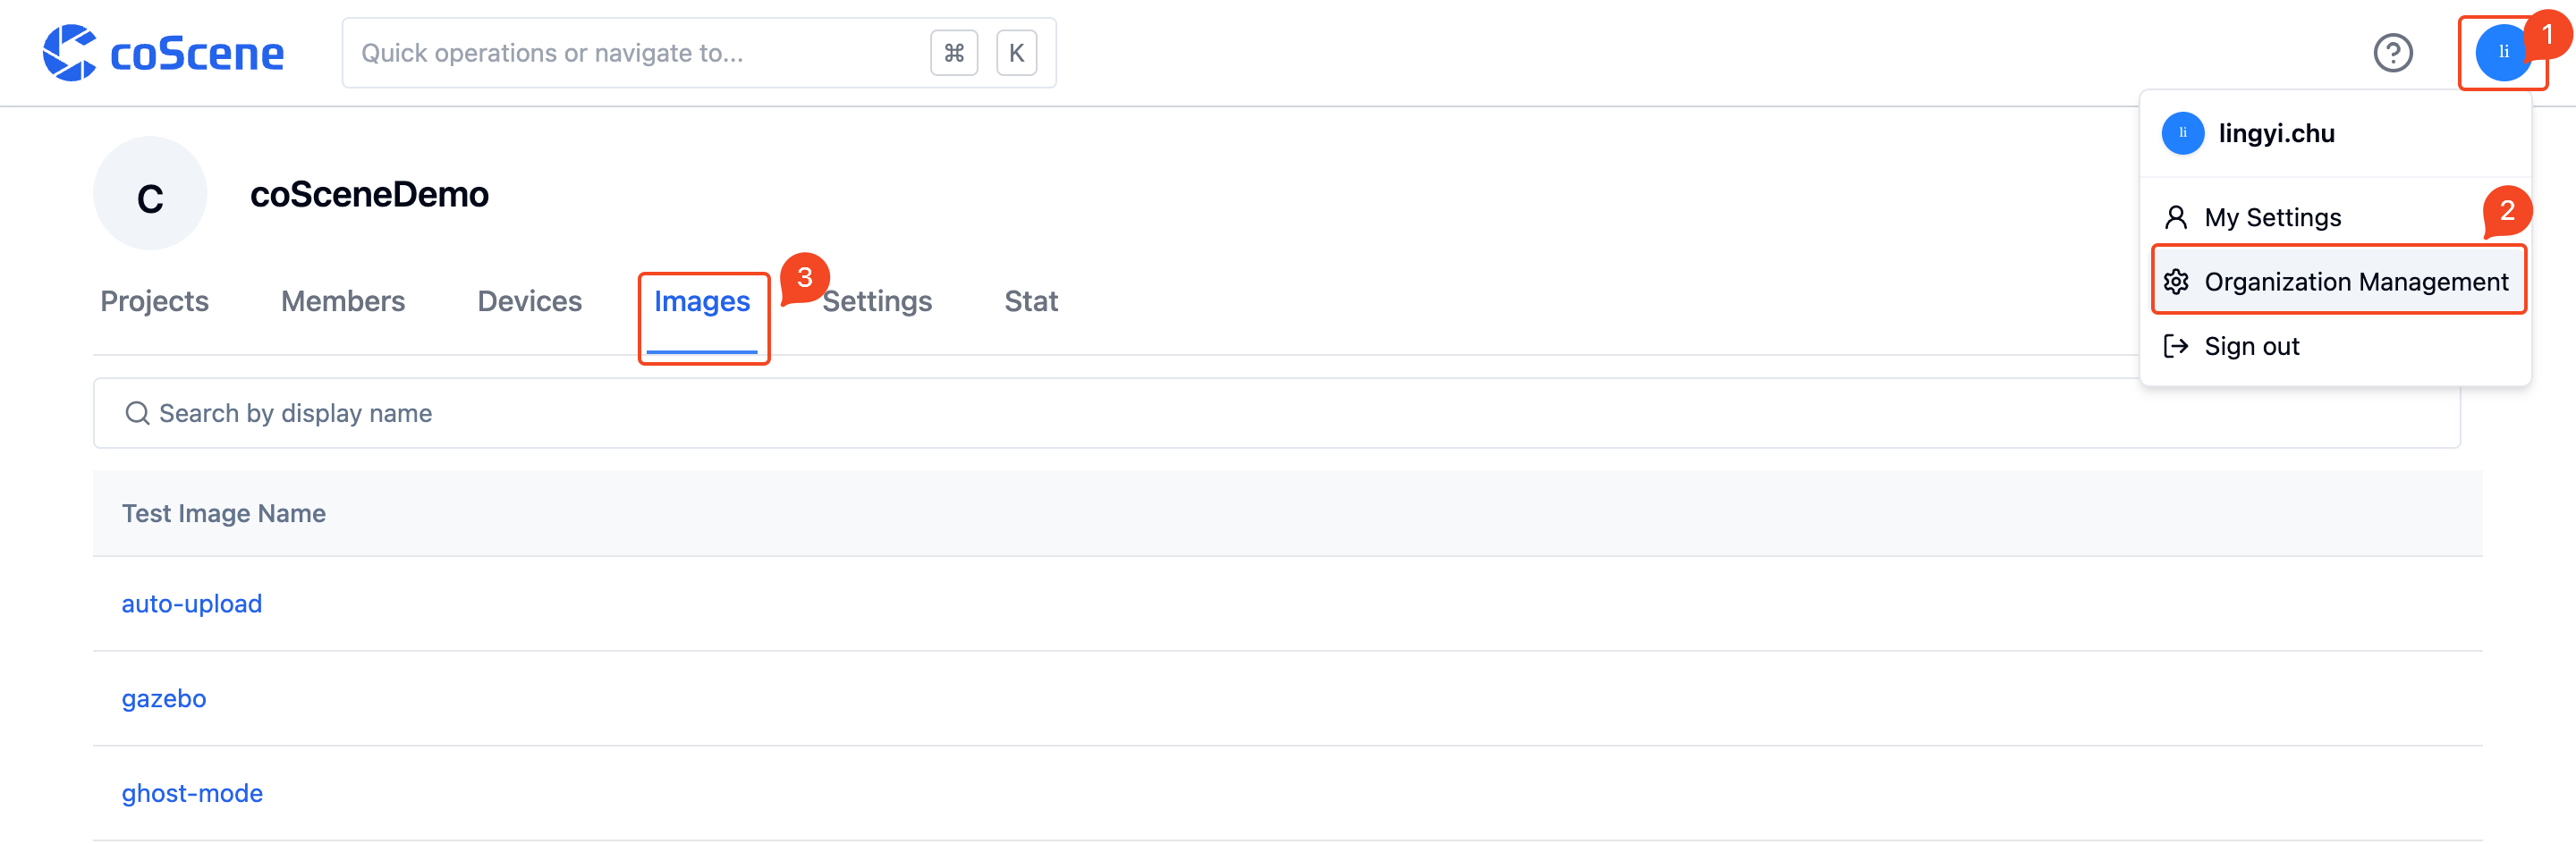 coScene
Quick operations or navigate to...
⌘ K
li
1
li lingyi.chu
My Settings
2
Organization Management
Sign out
C
coSceneDemo
Projects Members Devices Images Settings Stat
3
Search by display name
Test Image Name
auto-upload
gazebo
ghost-mode